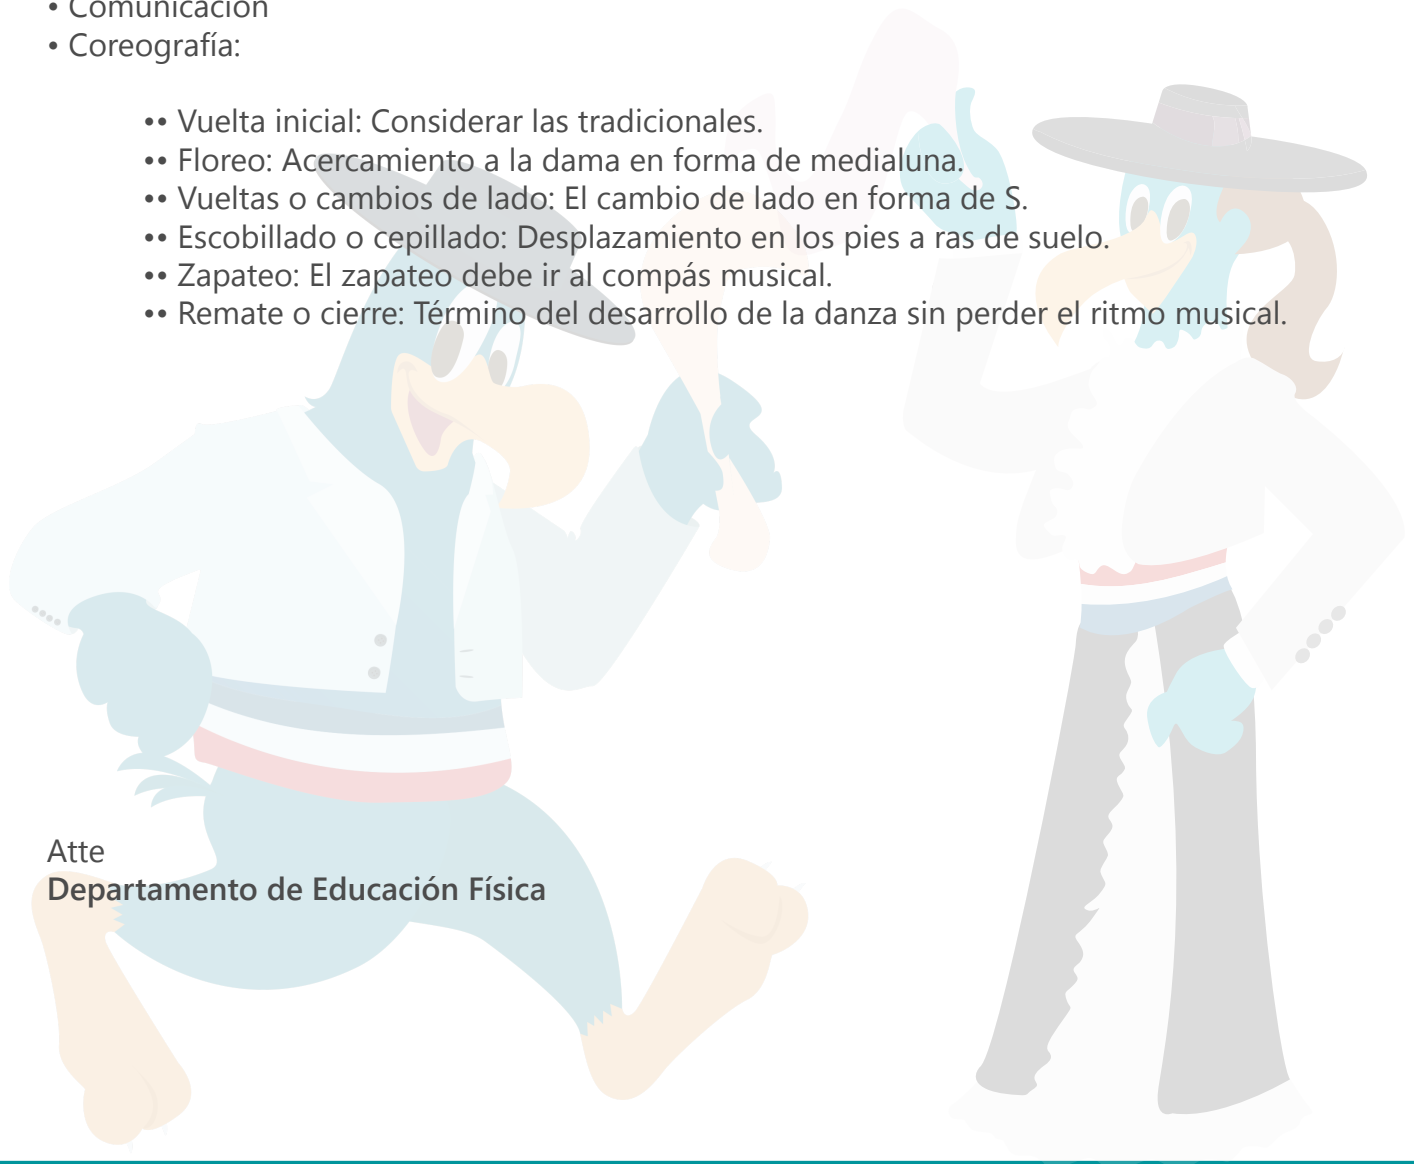 • Comunicación
• Coreografía:
•• Vuelta inicial: Considerar las tradicionales.
•• Floreo: Acercamiento a la dama en forma de medialuna.
•• Vueltas o cambios de lado: El cambio de lado en forma de S.
•• Escobillado o cepillado: Desplazamiento en los pies a ras de suelo.
•• Zapateo: El zapateo debe ir al compás musical.
•• Remate o cierre: Término del desarrollo de la danza sin perder el ritmo musical.
Atte
Departamento de Educación Física